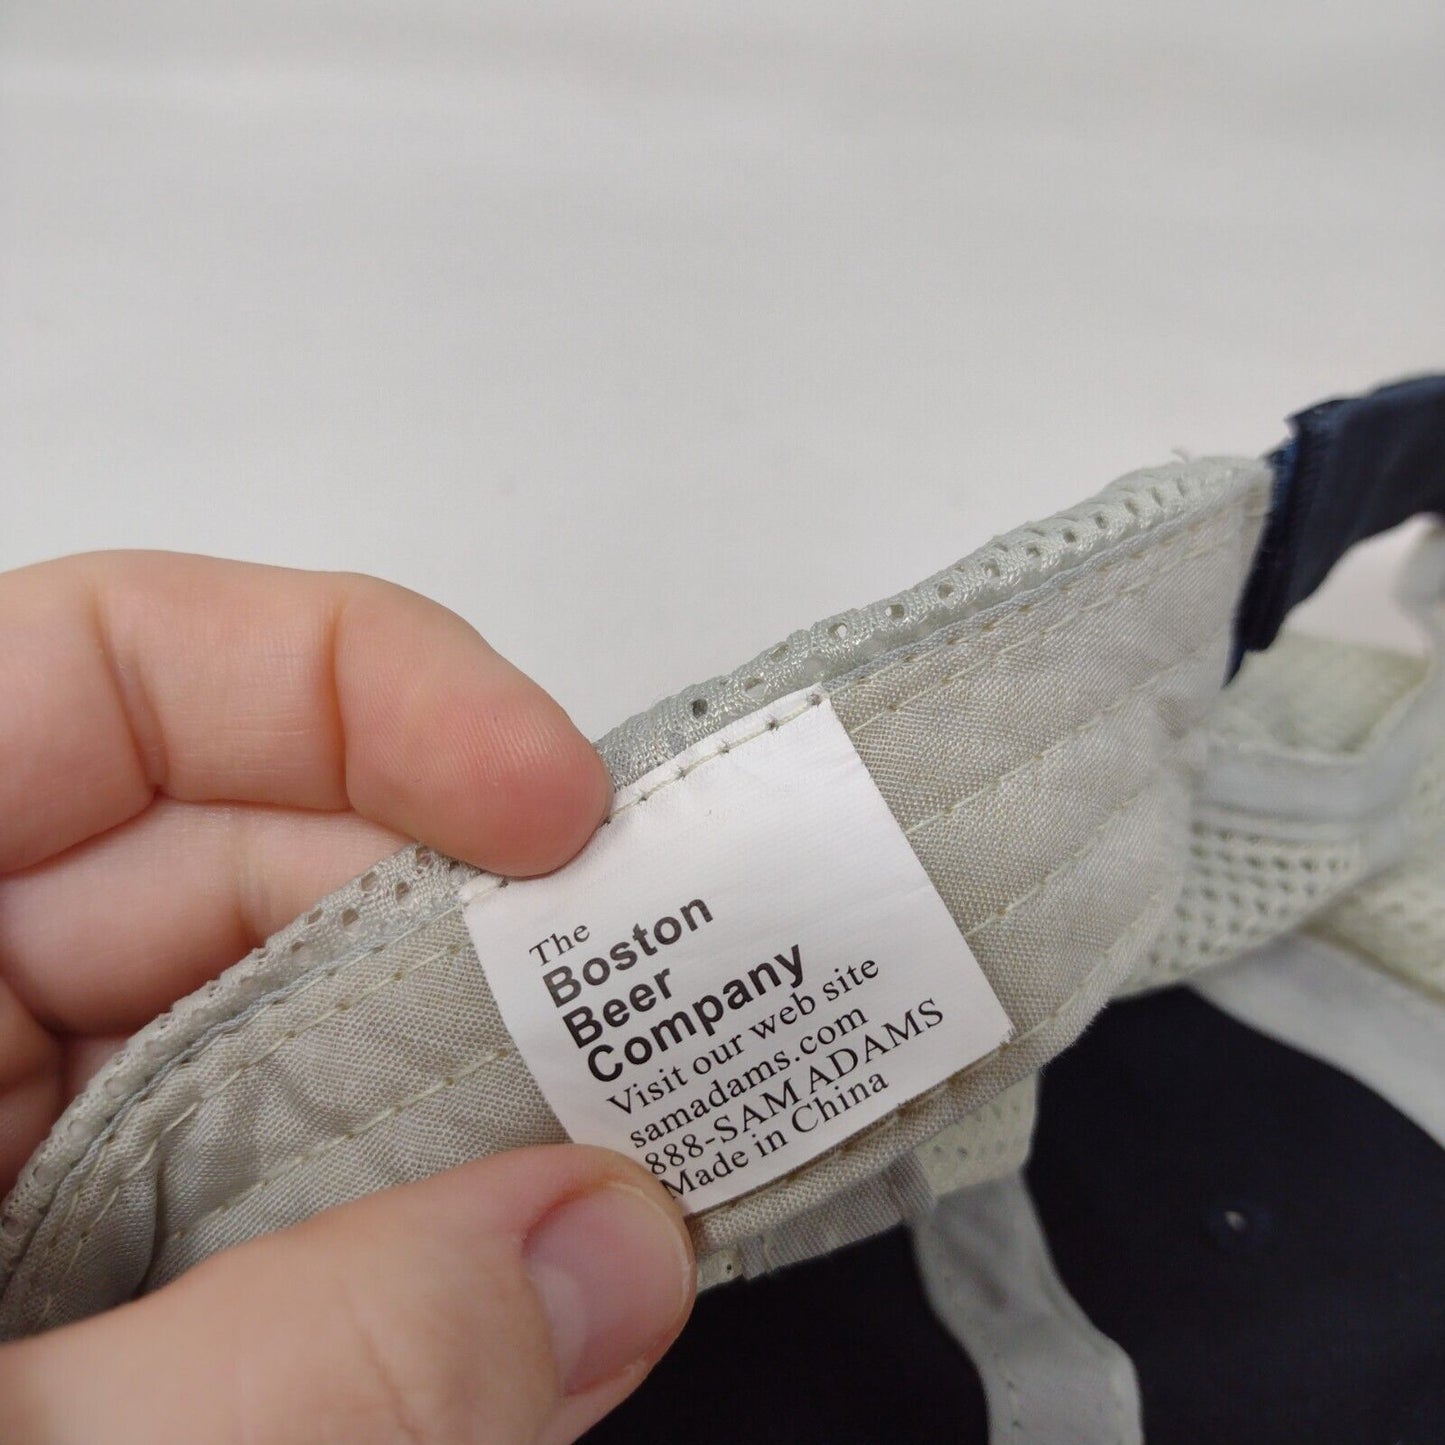 The
Boston
Beer
Company
Visit our web site
samadams.com
888-SAM ADAMS
Made in China